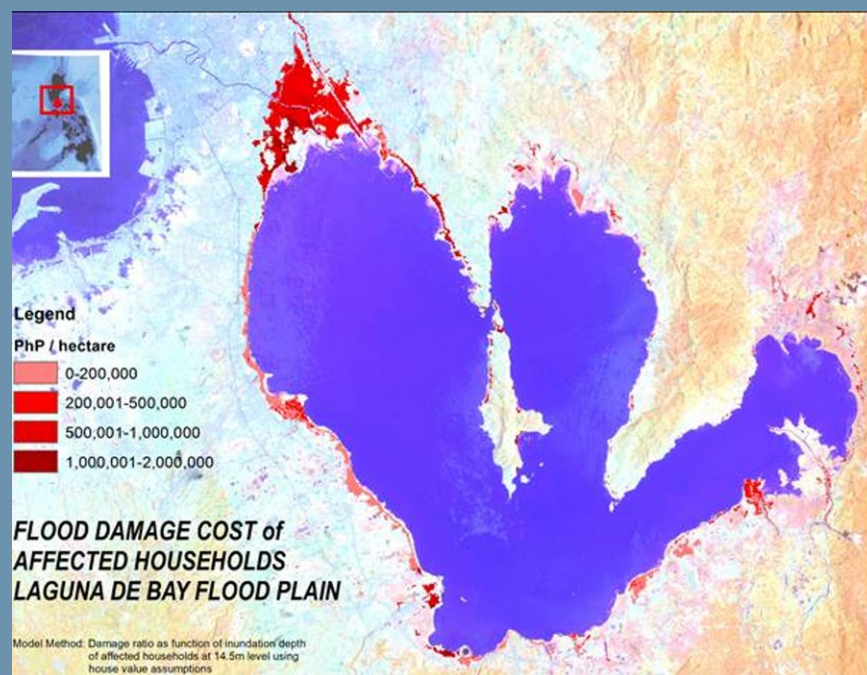 Legend
PhP / hectare
0-200,000
200,001-500,000
500,001-1,000,000
1,000,001-2,000,000
FLOOD DAMAGE COST of
AFFECTED HOUSEHOLDS
LAGUNA DE BAY FLOOD PLAIN
Model Method: Damage ratio as function of inundation depth
of affected households at 14.5m level using
house value assumptions